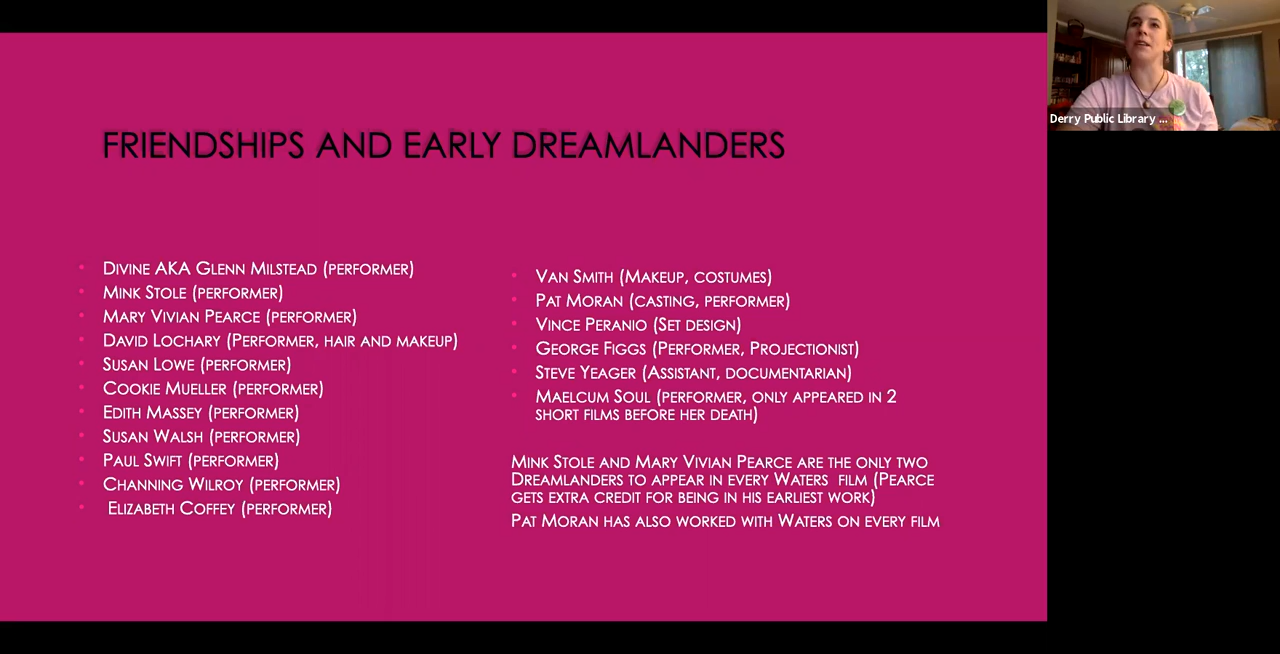 FRIENDSHIPS AND EARLY DREAMLANDERS
• DIVINE AKA GLENN MILSTEAD (PERFORMER)
• MINK STOLE (PERFORMER)
• MARY VIVIAN PEARCE (PERFORMER)
• DAVID LOCHARY (PERFORMER, HAIR AND MAKEUP)
• SUSAN LOWE (PERFORMER)
• COOKIE MUELLER (PERFORMER)
• EDITH MASSEY (PERFORMER)
• SUSAN WALSH (PERFORMER)
• PAUL SWIFT (PERFORMER)
• CHANNING WILROY (PERFORMER)
• ELIZABETH COFFEY (PERFORMER)
• VAN SMITH (MAKEUP, COSTUMES)
• PAT MORAN (CASTING, PERFORMER)
• VINCE PERANIO (SET DESIGN)
• GEORGE FIGGS (PERFORMER, PROJECTIONIST)
• STEVE YEAGER (ASSISTANT, DOCUMENTARIAN)
• MAELCUM SOUL (PERFORMER, ONLY APPEARED IN 2
SHORT FILMS BEFORE HER DEATH)
MINK STOLE AND MARY VIVIAN PEARCE ARE THE ONLY TWO
DREAMLANDERS TO APPEAR IN EVERY WATERS FILM (PEARCE
GETS EXTRA CREDIT FOR BEING IN HIS EARLIEST WORK)
PAT MORAN HAS ALSO WORKED WITH WATERS ON EVERY FILM
Derry Public Library ...